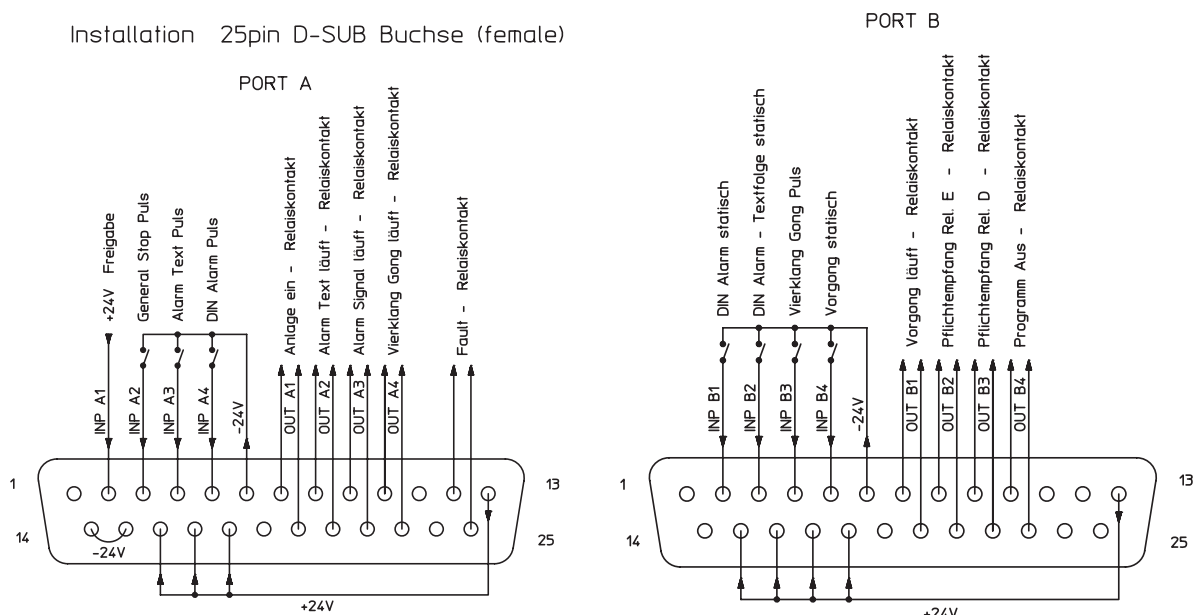 Installation 25pin D-SUB Buchse (female)
PORT A
+24V Freigabe
General Stop Puls
Alarm Text Puls
DIN Alarm Puls
Anlage ein - Relaiskontakt
Alarm Text läuft - Relaiskontakt
Alarm Signal läuft - Relaiskontakt
Vierklang Gong läuft - Relaiskontakt
Fault - Relaiskontakt
INP A1
INP A2
INP A3
INP A4
-24V
OUT A1
OUT A2
OUT A3
OUT A4
1
13
14
25
-24V
+24V
PORT B
DIN Alarm statisch
DIN Alarm - Textfolge statisch
Vierklang Gong Puls
Vorgong statisch
Vorgong läuft - Relaiskontakt
Pflichtempfang Rel. E - Relaiskontakt
Pflichtempfang Rel. D - Relaiskontakt
Programm Aus - Relaiskontakt
INP B1
INP B2
INP B3
INP B4
-24V
OUT B1
OUT B2
OUT B3
OUT B4
1
13
14
25
+24V